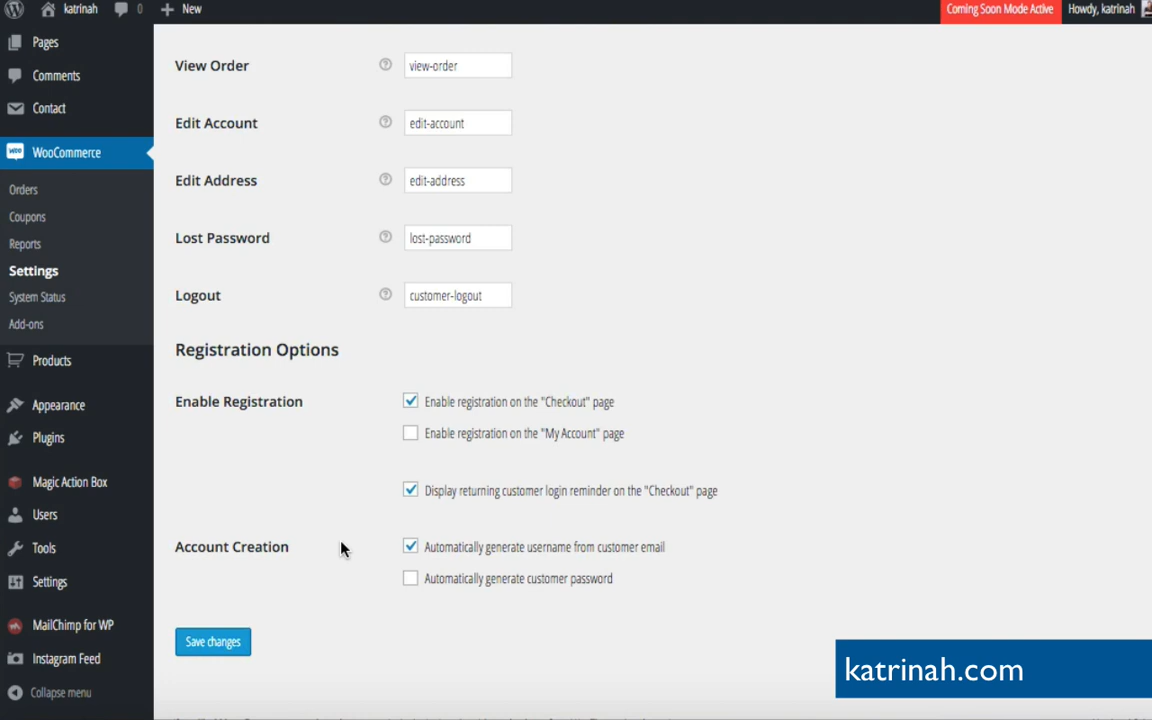 katrinah
0
New
Coming Soon Mode Active
Howdy, katrinah
Pages
Comments
Contact
WooCommerce
Orders
Coupons
Reports
Settings
System Status
Add-ons
Products
Appearance
Plugins
Magic Action Box
Users
Tools
Settings
MailChimp for WP
Instagram Feed
Collapse menu
View Order
view-order
Edit Account
edit-account
Edit Address
edit-address
Lost Password
lost-password
Logout
customer-logout
Registration Options
Enable Registration
Enable registration on the "Checkout" page
Enable registration on the "My Account" page
Display returning customer login reminder on the "Checkout" page
Account Creation
Automatically generate username from customer email
Automatically generate customer password
Save changes
katrinah.com